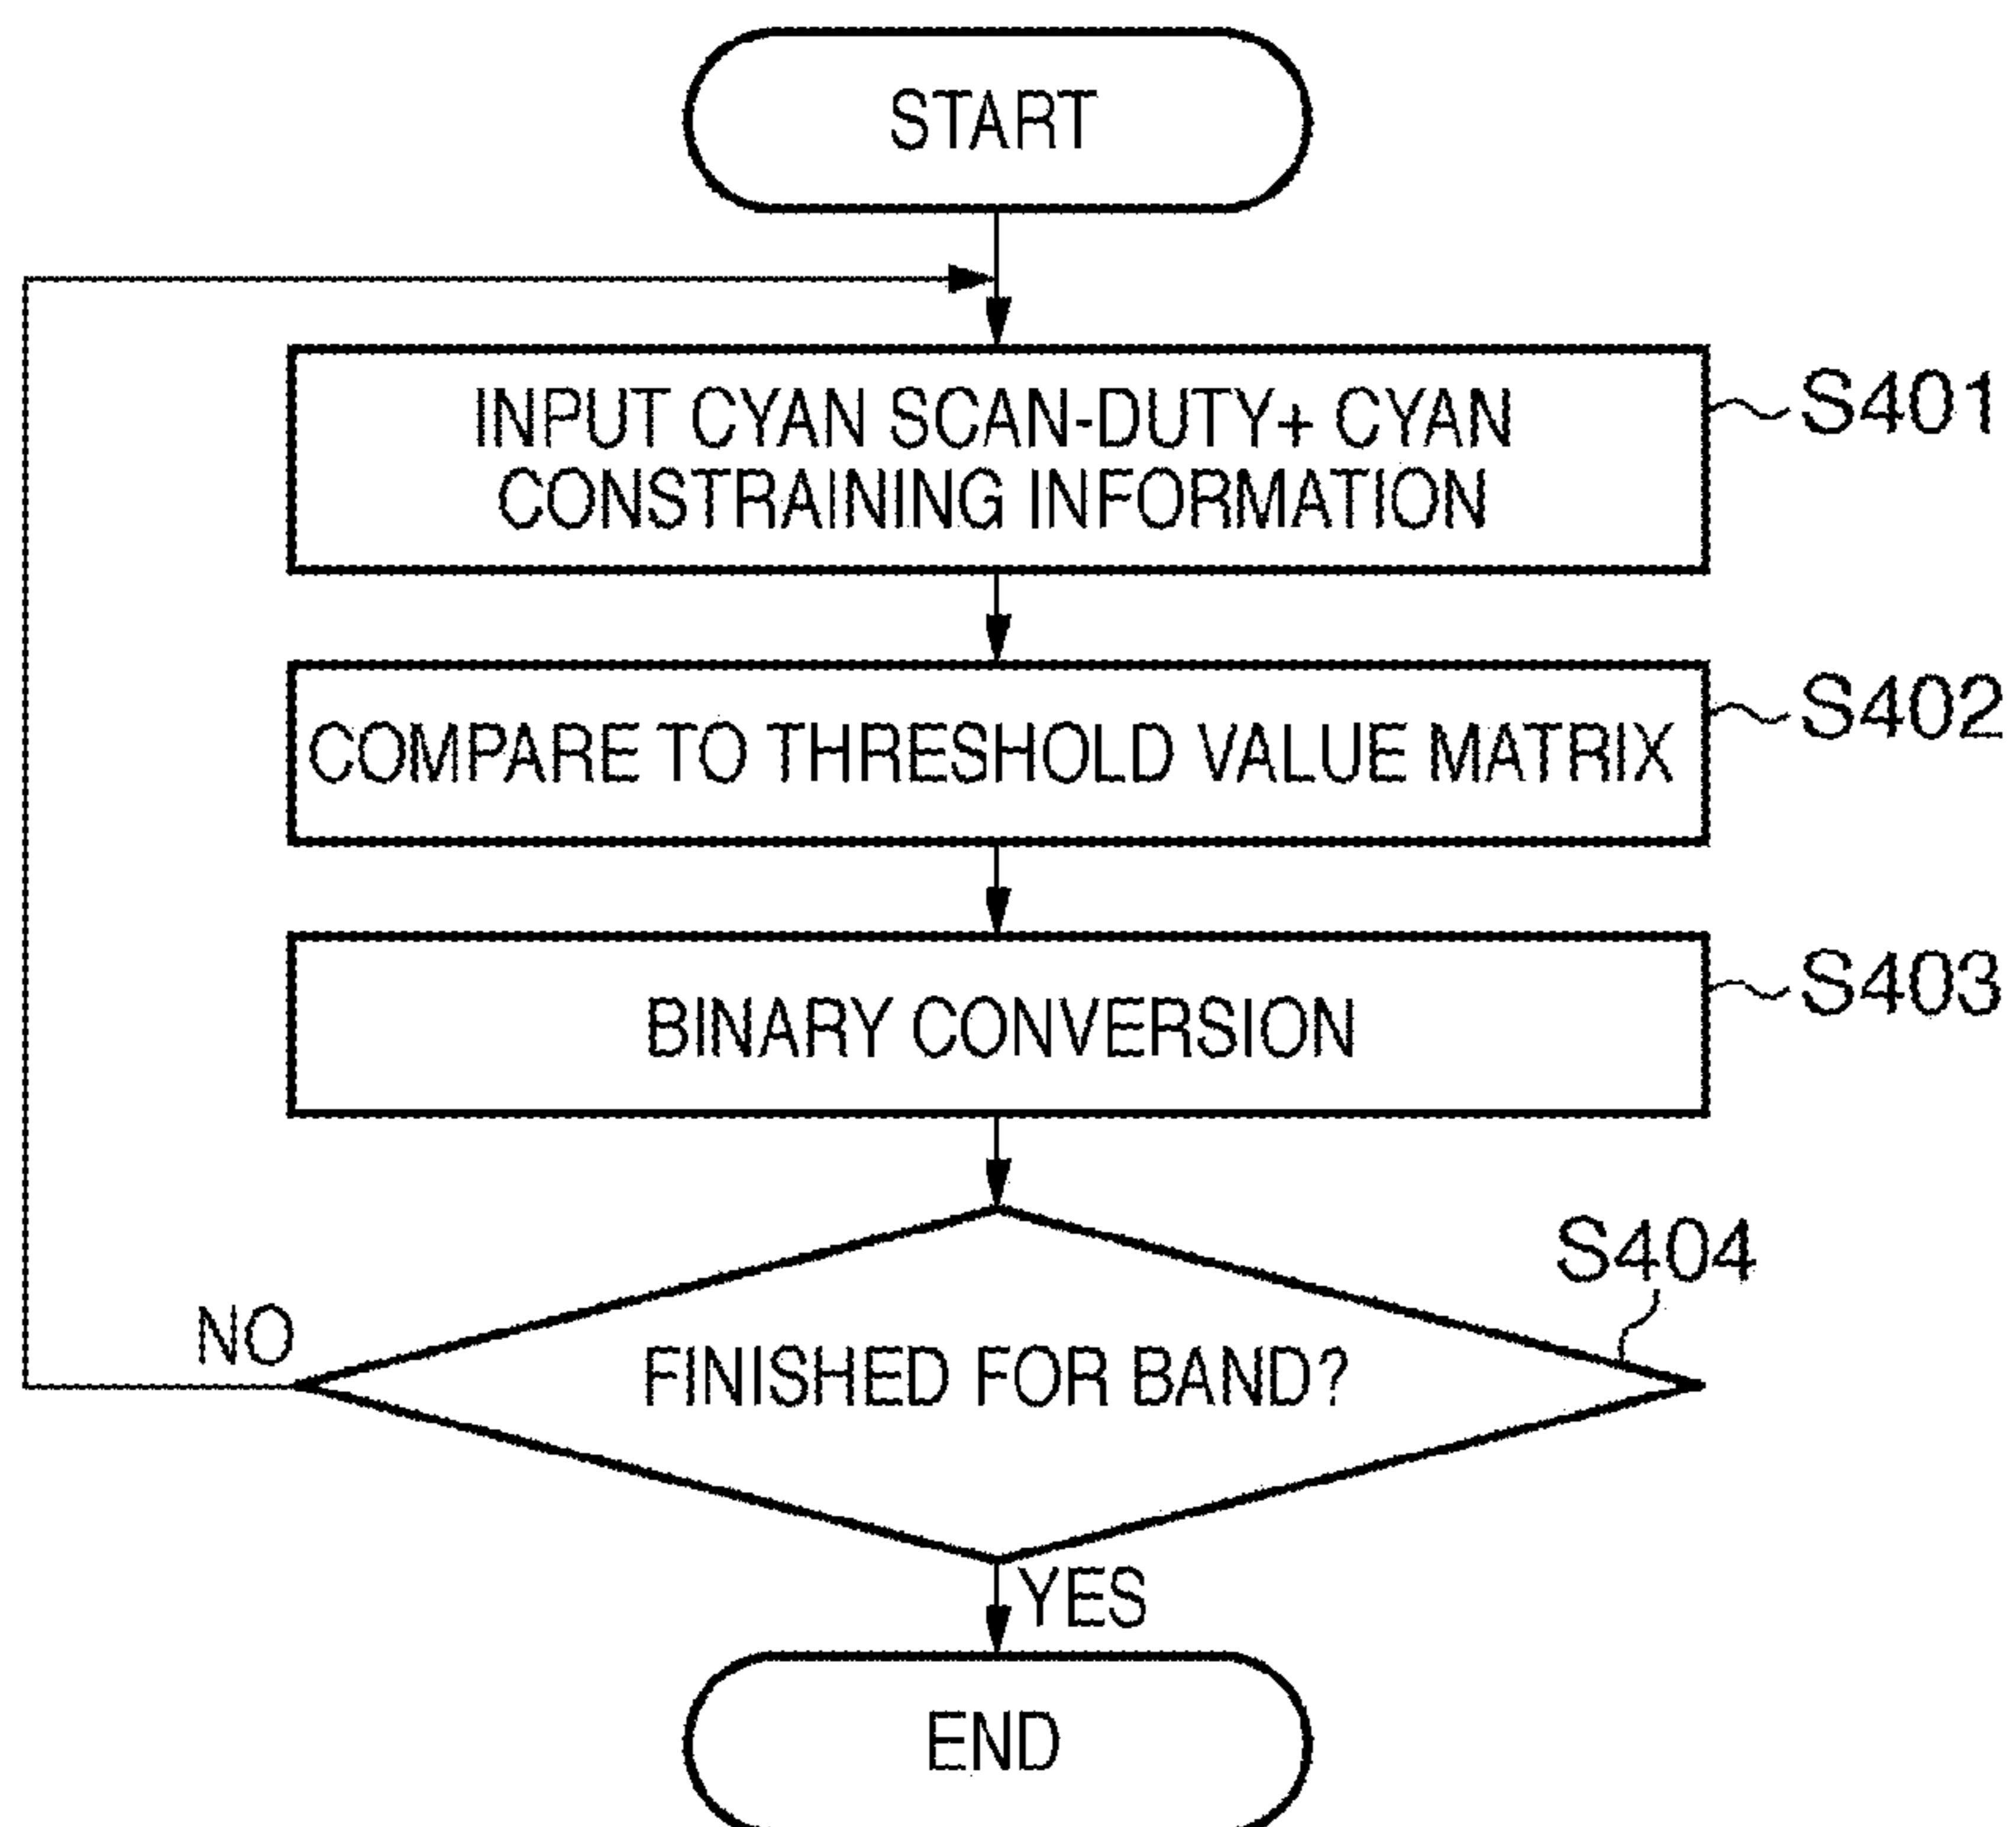 START
INPUT CYAN SCAN-DUTY+ CYAN
CONSTRAINING INFORMATION
S401
COMPARE TO THRESHOLD VALUE MATRIX
S402
BINARY CONVERSION
S403
S404
NO
FINISHED FOR BAND?
YES
END